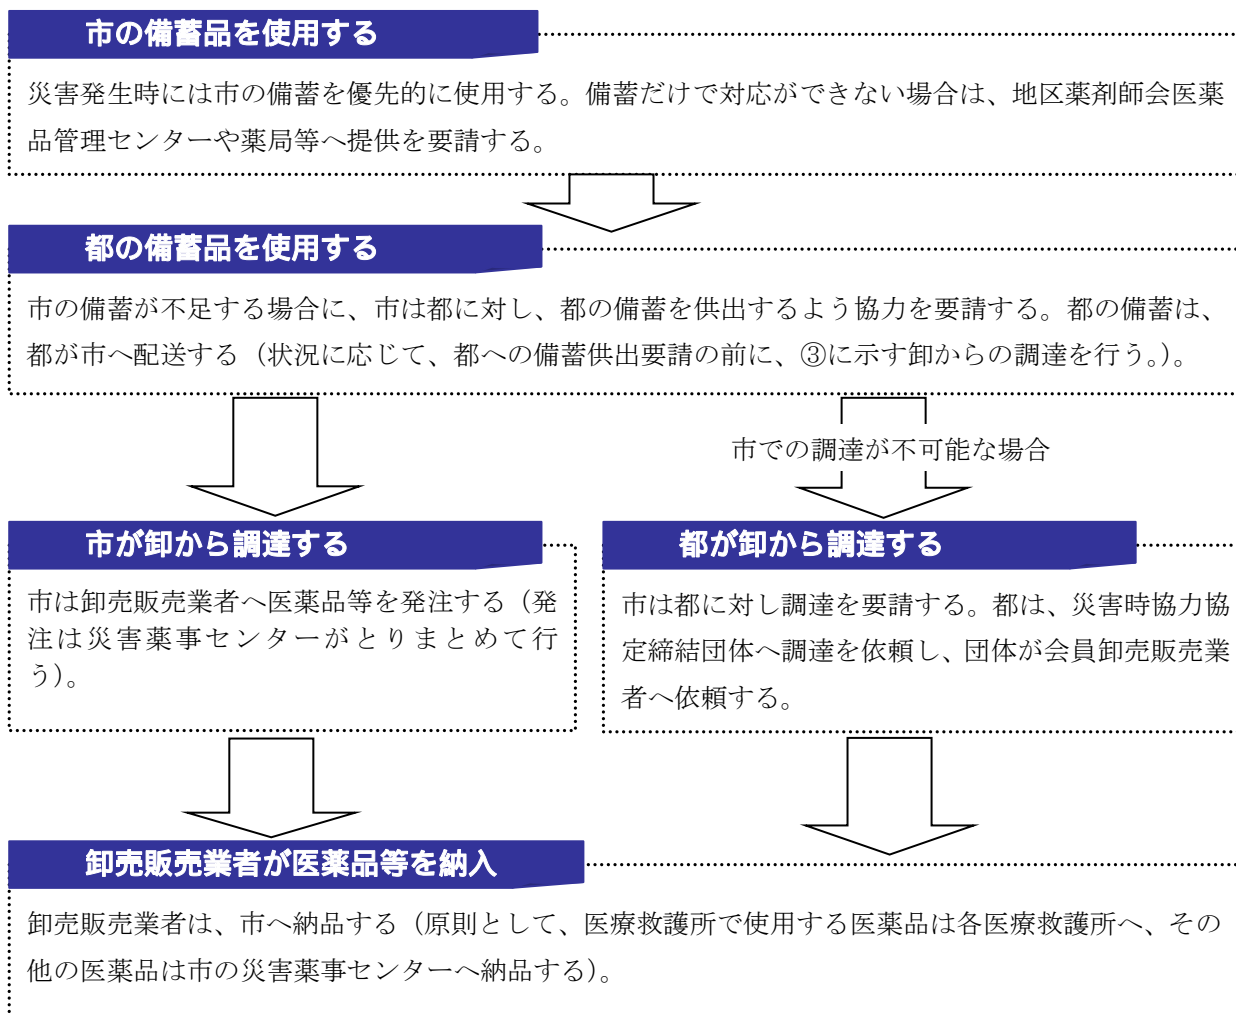 市の備蓄品を使用する
災害発生時には市の備蓄を優先的に使用する。備蓄だけで対応ができない場合は、地区薬剤師会医薬
品管理センターや薬局等へ提供を要請する。
都の備蓄品を使用する
市の備蓄が不足する場合に、市は都に対し、都の備蓄を供出するよう協力を要請する。都の備蓄は、
都が市へ配送する（状況に応じて、都への備蓄供出要請の前に、③に示す卸からの調達を行う。）。
市での調達が不可能な場合
市が卸から調達する
市は卸売販売業者へ医薬品等を発注する（発
注は災害薬事センターがとりまとめて行
う）。
都が卸から調達する
市は都に対し調達を要請する。都は、災害時協力協
定締結団体へ調達を依頼し、団体が会員卸売販売業
者へ依頼する。
卸売販売業者が医薬品等を納入
卸売販売業者は、市へ納品する（原則として、医療救護所で使用する医薬品は各医療救護所へ、その
他の医薬品は市の災害薬事センターへ納品する）。